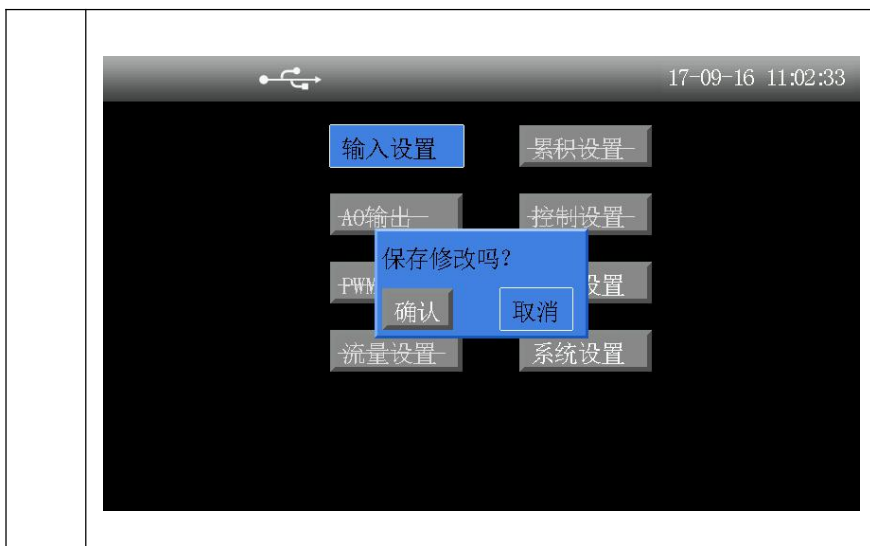 17-09-16 11:02:33
输入设置 累积设置
AO输出 控制设置
保存修改吗?
PWM 设置
确认 取消
流量设置 系统设置